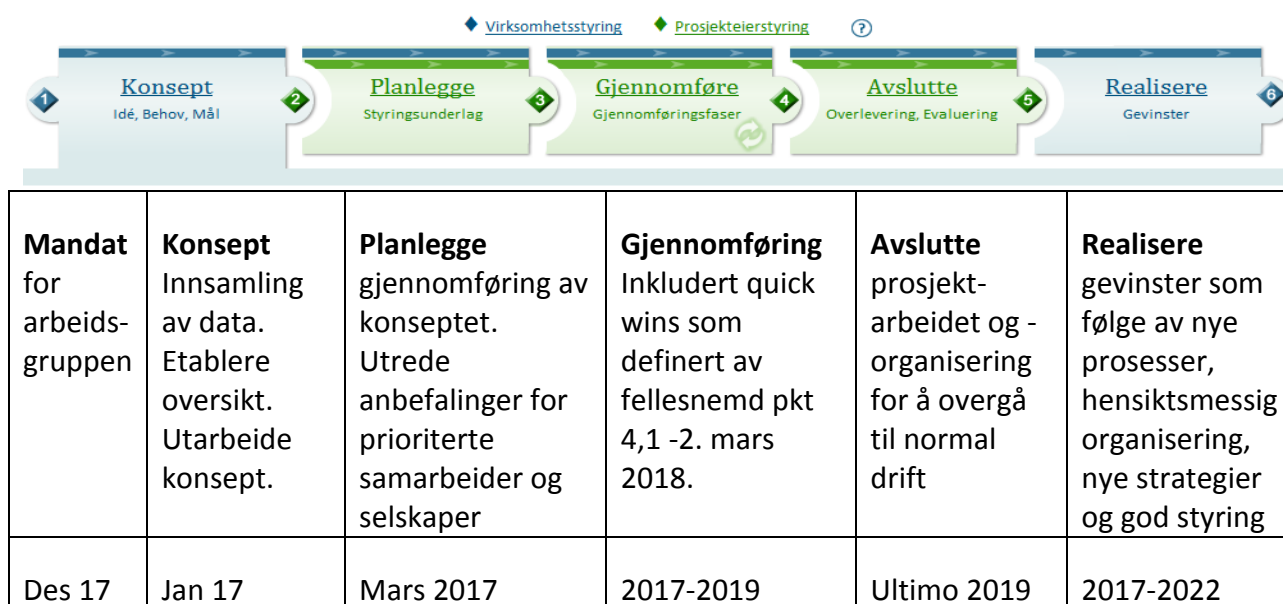 Virksomhetsstyring Prosjekteierstyring ?
1 Konsept 2 Planlegge 3 Gjennomføre 4 Avslutte 5 Realisere 6
Idé, Behov, Mål Styringsunderlag Gjennomføringsfaser Overlevering, Evaluering Gevinster
Mandat
for
arbeids-
gruppen
Konsept
Innsamling
av data.
Etablere
oversikt.
Utarbeide
konsept.
Planlegge
gjennomføring av
konseptet.
Utrede
anbefalinger for
prioriterte
samarbeider og
selskaper
Gjennomføring
Inkludert quick
wins som
definert av
fellesnemd pkt
4,1 -2. mars
2018.
Avslutte
prosjekt-
arbeidet og -
organisering
for å overgå
til normal
drift
Realisere
gevinster som
følge av nye
prosesser,
hensiktsmessig
organisering,
nye strategier
og god styring
Des 17 Jan 17 Mars 2017 2017-2019 Ultimo 2019 2017-2022